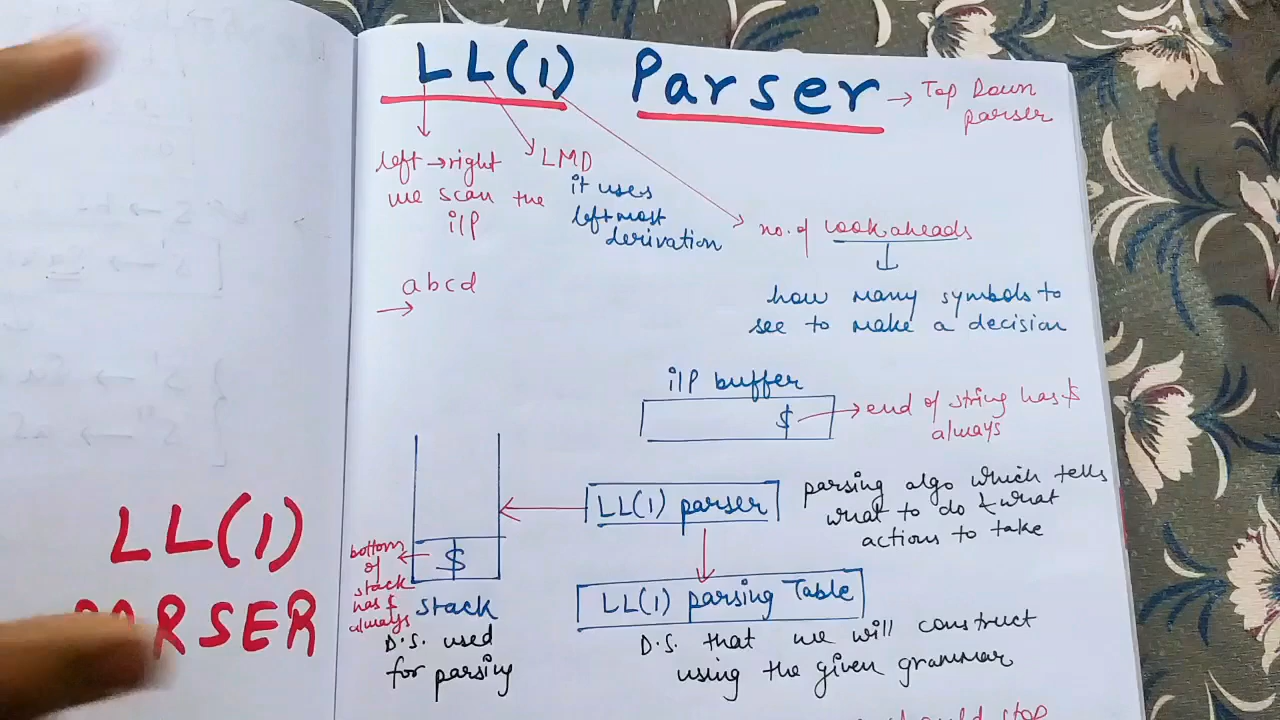 LL(1) Parser → Top Down
parser
left → right
we scan the
i/p
LMD
it uses
leftmost
derivation
no. of look aheads
how many symbols to
see to make a decision
→ abcd
i/p buffer
$ → end of string has $
always
LL(1) parser
parsing algo which tells
what to do & what
actions to take
LL(1) parsing Table
D.S. that we will construct
using the given grammar
bottom
of
stack
has $
always
$
stack
D.S. used
for parsing
LL(1)
PARSER
should stop